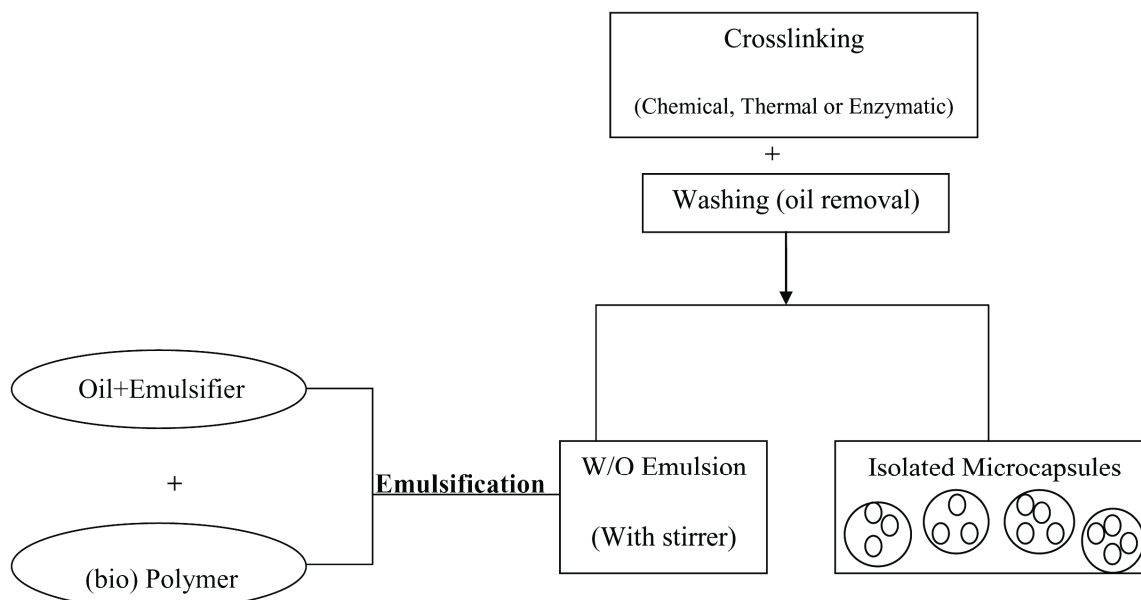 Crosslinking
(Chemical, Thermal or Enzymatic)
+
Washing (oil removal)
Oil+Emulsifier
+
(bio) Polymer
Emulsification
W/O Emulsion
(With stirrer)
Isolated Microcapsules